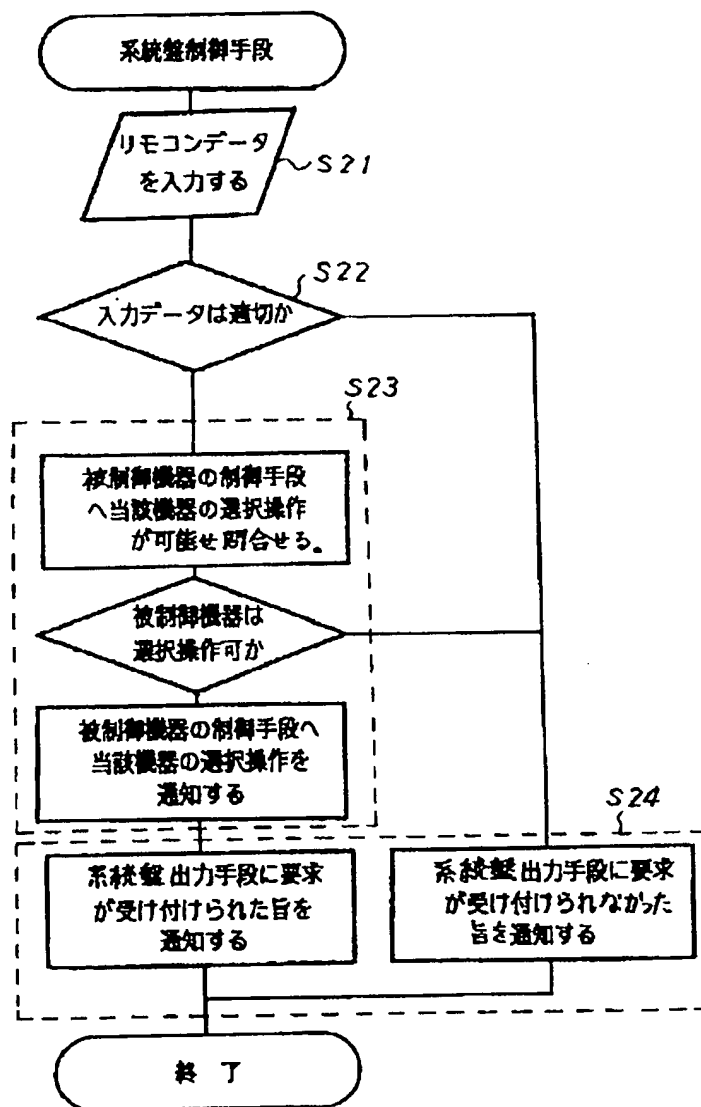 系統盤制御手段
リモコンデータ
を入力する
S21
S22
入力データは適切か
S23
被制御機器の制御手段
へ当該機器の選択操作
が可能せ問合せる。
被制御機器は
選択操作可か
被制御機器の制御手段へ
当該機器の選択操作を
通知する
S24
系統盤出力手段に要求
が受け付けられた旨を
通知する
系統盤出力手段に要求
が受け付けられなかった
旨を通知する
終了